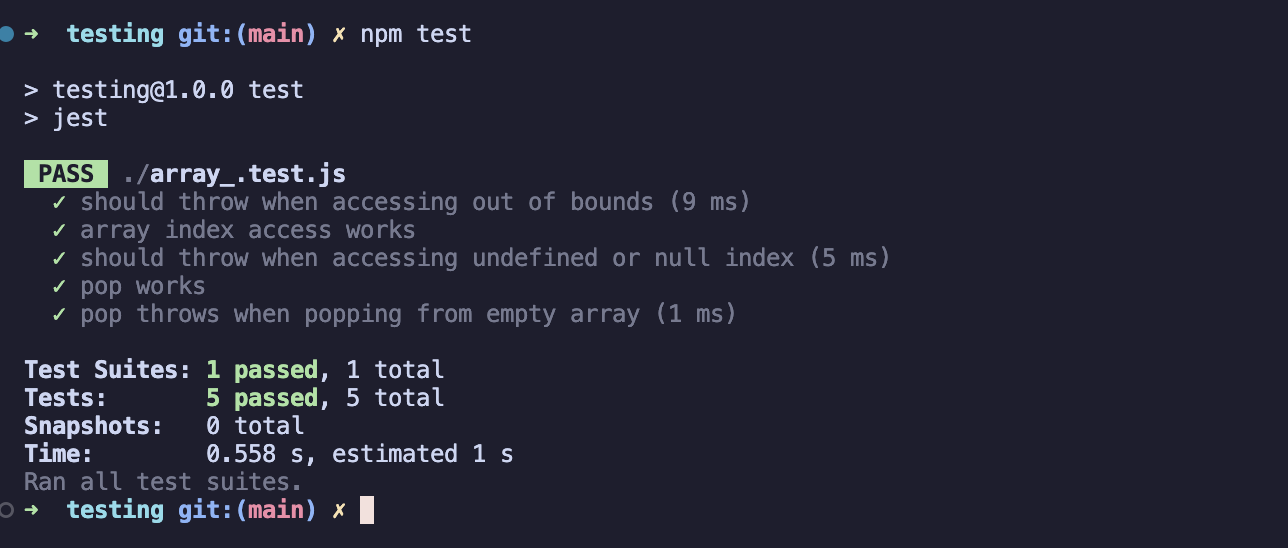 ➜  testing git:(main) ✗ npm test
> testing@1.0.0 test
> jest
PASS ./array_.test.js
✓ should throw when accessing out of bounds (9 ms)
✓ array index access works
✓ should throw when accessing undefined or null index (5 ms)
✓ pop works
✓ pop throws when popping from empty array (1 ms)
Test Suites: 1 passed, 1 total
Tests:       5 passed, 5 total
Snapshots:   0 total
Time:        0.558 s, estimated 1 s
Ran all test suites.
➜  testing git:(main) ✗